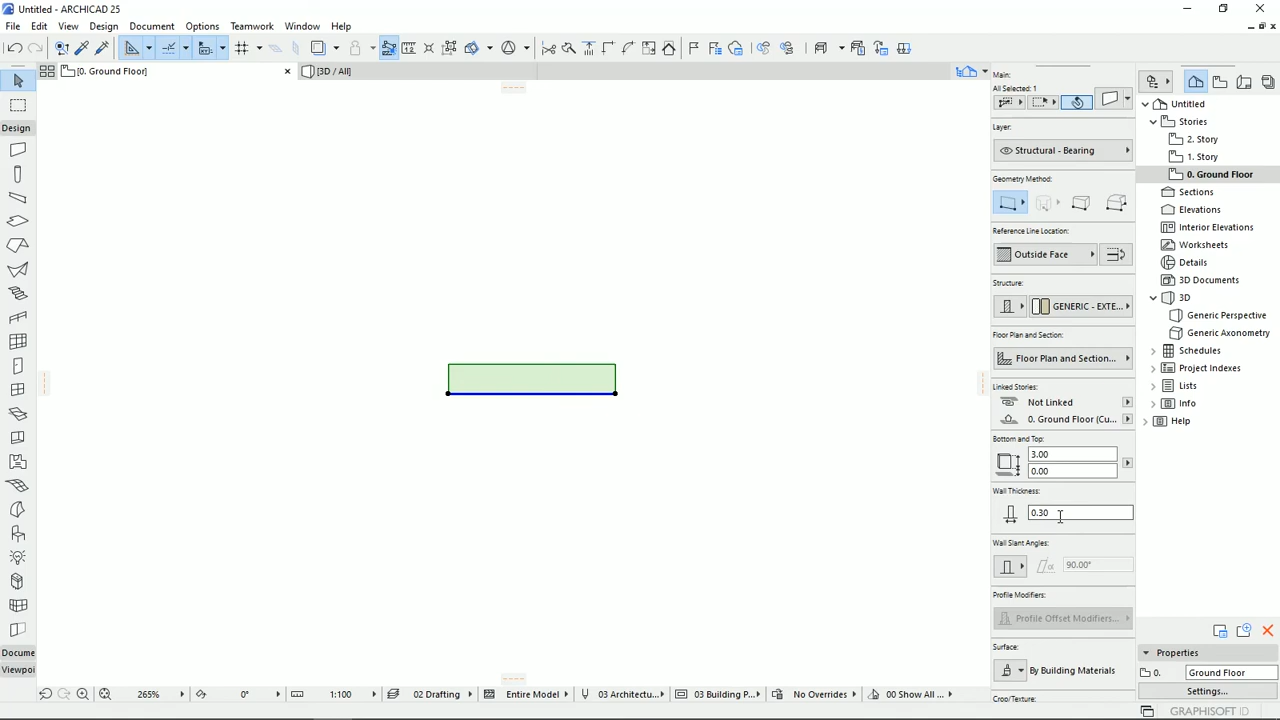 Untitled - ARCHICAD 25
File Edit View Design Document Options Teamwork Window Help
[0. Ground Floor]
[3D / All]
Design
Docume
Viewpoi
Main:
All Selected: 1
Layer:
Structural - Bearing
Geometry Method:
Reference Line Location:
Outside Face
Structure:
GENERIC - EXTE...
Floor Plan and Section:
Floor Plan and Section...
Linked Stories:
Not Linked
0. Ground Floor (Cu...
Bottom and Top:
3.00
0.00
Wall Thickness:
0.30
Wall Slant Angles:
α
90.00°
Profile Modifiers:
Profile Offset Modifiers...
Surface:
By Building Materials
Crop/Texture:
Untitled
Stories
2. Story
1. Story
0. Ground Floor
Sections
Elevations
Interior Elevations
Worksheets
Details
3D Documents
3D
Generic Perspective
Generic Axonometry
Schedules
Project Indexes
Lists
Info
Help
Properties
0.
Ground Floor
Settings...
265%
0°
1:100
02 Drafting
Entire Model
03 Architectu...
03 Building P...
No Overrides
00 Show All ...
GRAPHISOFT ID